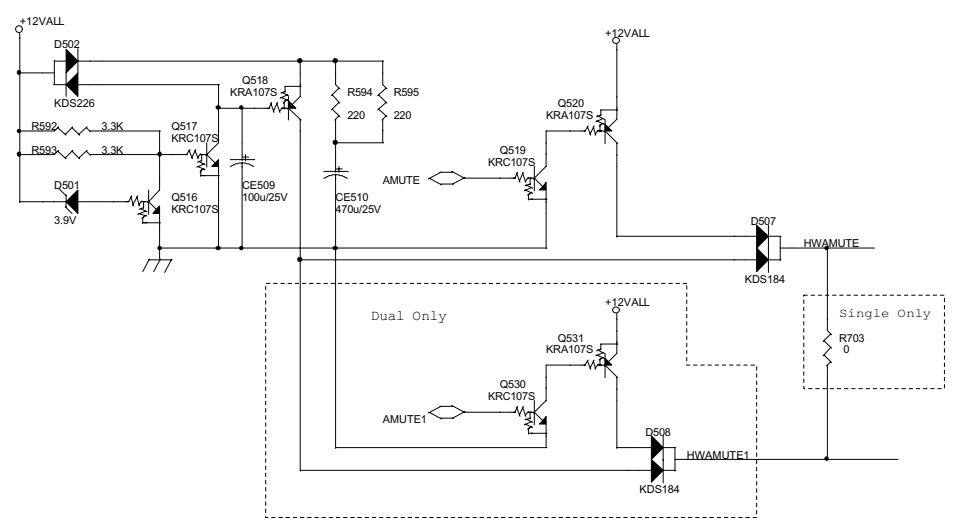 +12VALL
D502
KDS226
R592 3.3K
R593 3.3K
D501
3.9V
Q516
KRC107S
Q517
KRC107S
Q518
KRA107S
CE509
100u/25V
R594
220
R595
220
CE510
470u/25V
AMUTE
Q519
KRC107S
Q520
KRA107S
+12VALL
D507
KDS184
HWAMUTE
Dual Only
+12VALL
Q531
KRA107S
Q530
KRC107S
AMUTE1
D508
KDS184
HWAMUTE1
Single Only
R703
0